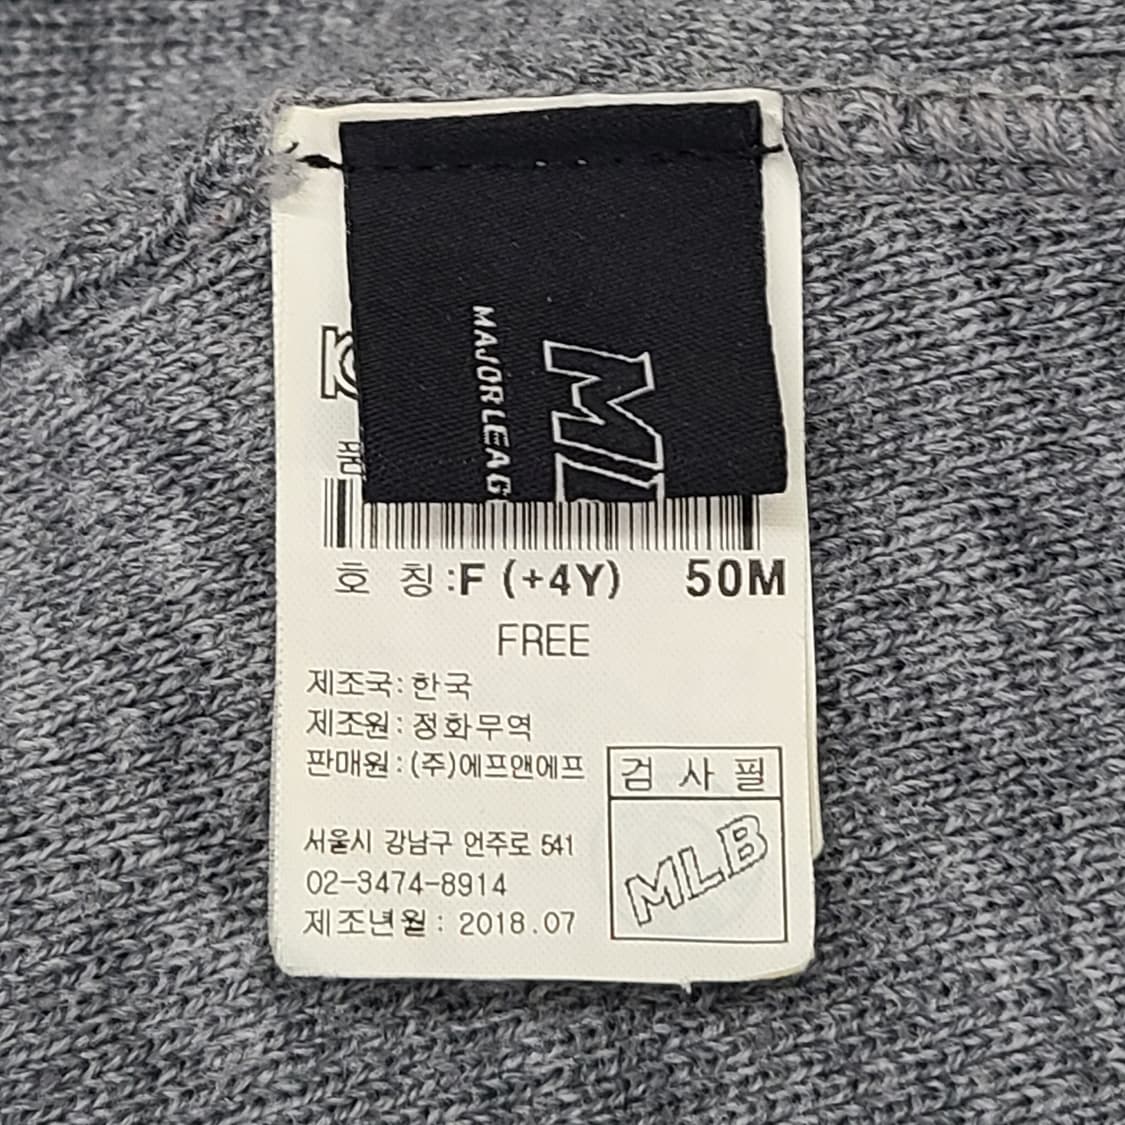 MAJOR LEAG
ML
품
호 칭:F (+4Y) 50M
FREE
제조국: 한국
제조원: 정화무역
판매원: (주)에프앤에프
검 사 필
MLB
서울시 강남구 언주로 541
02-3474-8914
제조년월: 2018.07